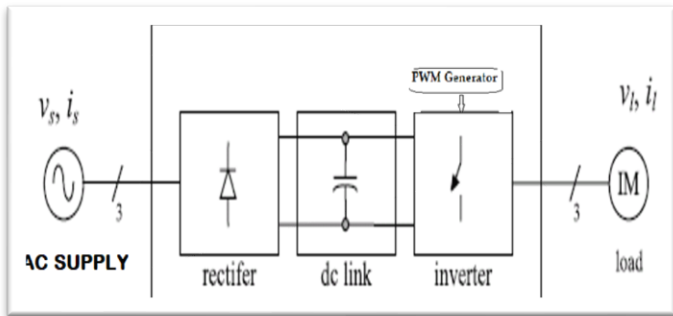 PWM Generator
vs, is
vl, il
3
3
IM
AC SUPPLY
rectifer
dc link
inverter
load